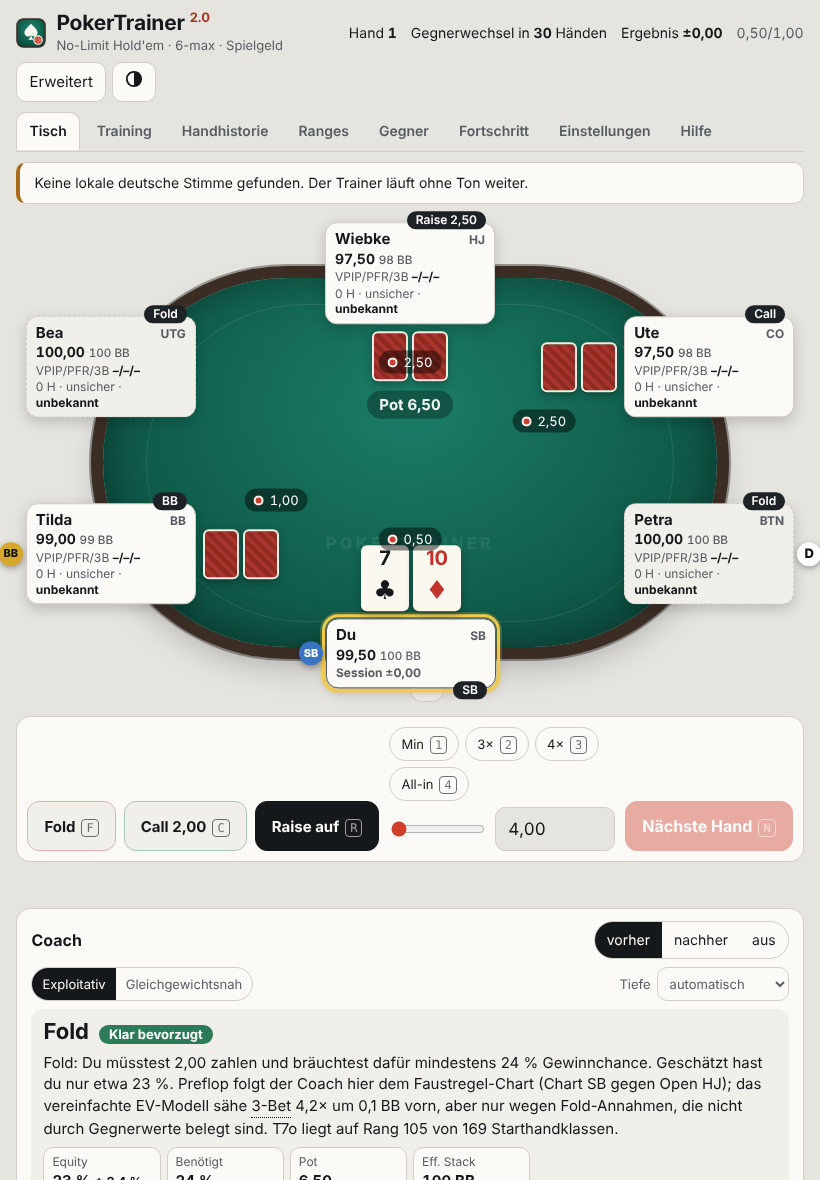 PokerTrainer 2.0
No-Limit Hold'em · 6-max · Spielgeld
Hand 1 Gegnerwechsel in 30 Händen Ergebnis ±0,00 0,50/1,00
Erweitert
Tisch Training Handhistorie Ranges Gegner Fortschritt Einstellungen Hilfe
Keine lokale deutsche Stimme gefunden. Der Trainer läuft ohne Ton weiter.
Raise 2,50
Wiebke HJ
97,50 98 BB
VPIP/PFR/3B –/–/–
0 H · unsicher ·
unbekannt
Fold
Bea UTG
100,00 100 BB
VPIP/PFR/3B –/–/–
0 H · unsicher ·
unbekannt
Call
Ute CO
97,50 98 BB
VPIP/PFR/3B –/–/–
0 H · unsicher ·
unbekannt
2,50
Pot 6,50
2,50
BB
Tilda BB
99,00 99 BB
VPIP/PFR/3B –/–/–
0 H · unsicher ·
unbekannt
BB
1,00
Fold
Petra BTN
100,00 100 BB
VPIP/PFR/3B –/–/–
0 H · unsicher ·
unbekannt
D
0,50
7 10
Du SB
99,50 100 BB
Session ±0,00
SB
SB
Min 1 3× 2 4× 3
All-in 4
Fold F Call 2,00 C Raise auf R 4,00 Nächste Hand N
Coach vorher nachher aus
Exploitativ Gleichgewichtsnah Tiefe automatisch
Fold Klar bevorzugt
Fold: Du müsstest 2,00 zahlen und bräuchtest dafür mindestens 24 % Gewinnchance. Geschätzt hast
du nur etwa 23 %. Preflop folgt der Coach hier dem Faustregel-Chart (Chart SB gegen Open HJ); das
vereinfachte EV-Modell sähe 3-Bet 4,2× um 0,1 BB vorn, aber nur wegen Fold-Annahmen, die nicht
durch Gegnerwerte belegt sind. T7o liegt auf Rang 105 von 169 Starthandklassen.
Equity Benötigt Pot Eff. Stack
23 % 24 % 6,50 100 BB